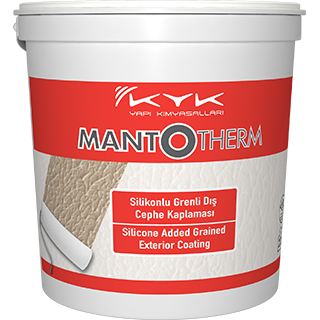 KYK
YAPI KİMYASALLARI
MANTOTHERM
Silikonlu Grenli Dış
Cephe Kaplaması
Silicone Added Grained
Exterior Coating